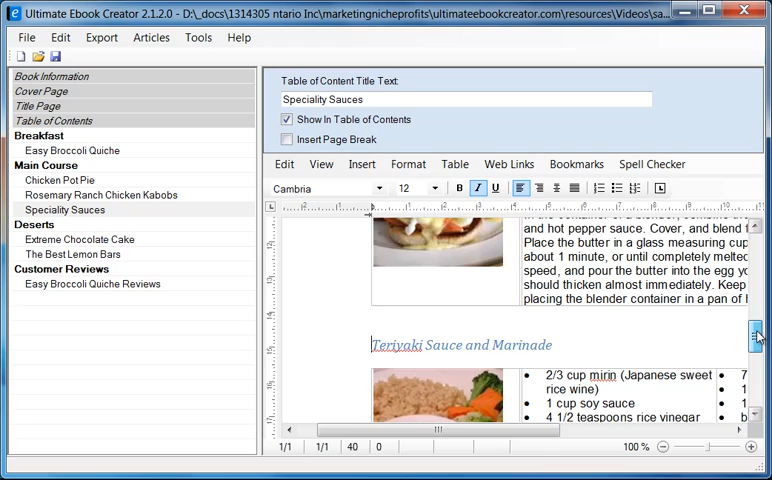 Ultimate Ebook Creator 2.1.2.0 - D:\_docs\1314305 ntario Inc\marketingnicheprofits\ultimateebookcreator.com\resources\Videos\sa...
File Edit Export Articles Tools Help
Book Information
Cover Page
Title Page
Table of Contents
Breakfast
Easy Broccoli Quiche
Main Course
Chicken Pot Pie
Rosemary Ranch Chicken Kabobs
Speciality Sauces
Deserts
Extreme Chocolate Cake
The Best Lemon Bars
Customer Reviews
Easy Broccoli Quiche Reviews
Table of Content Title Text:
Speciality Sauces
Show In Table of Contents
Insert Page Break
Edit View Insert Format Table Web Links Bookmarks Spell Checker
Cambria 12 B I U
and hot pepper sauce. Cover, and blend
Place the butter in a glass measuring cup
about 1 minute, or until completely melted
speed, and pour the butter into the egg yo
should thicken almost immediately. Keep
placing the blender container in a pan of
Teriyaki Sauce and Marinade
2/3 cup mirin (Japanese sweet
rice wine)
1 cup soy sauce
4 1/2 teaspoons rice vinegar
7
1
1
b
1/1 1/1 40 0 100 %